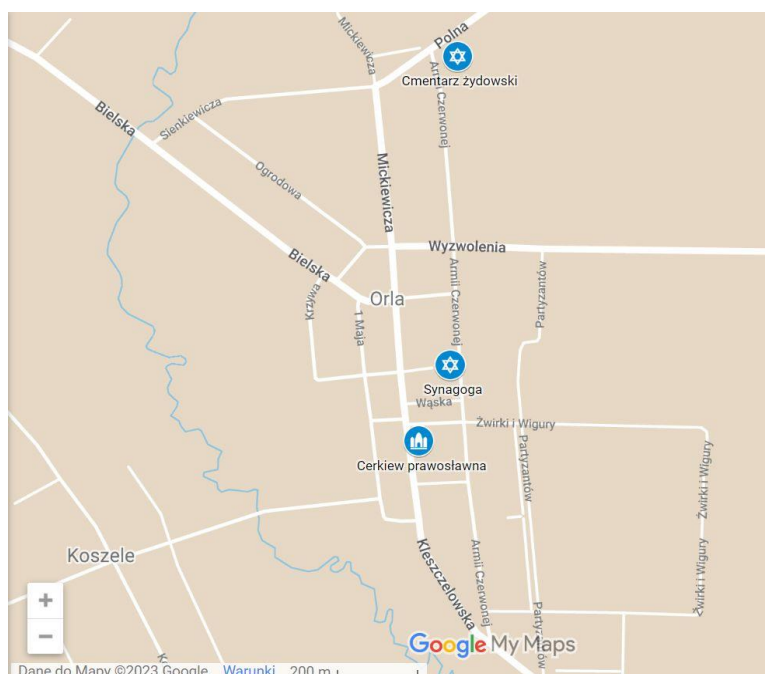 Mickiewicza
Polna
Cmentarz żydowski
Armii Czerwonej
Bielska
Sienkiewicza
Ogrodowa
Mickiewicza
Wyzwolenia
Bielska
Krzywa
Orla
1 Maja
Armii Czerwonej
Partyzantów
Synagoga
Wąska
Żwirki i Wigury
Cerkiew prawosławna
Partyzantów
Żwirki i Wigury
Koszele
Kleszczelowska
Armii Czerwonej
Żwirki i Wigury
Partyzantów
+
−
Google My Maps
Dane do Mapy ©2023 Google Warunki 200 m